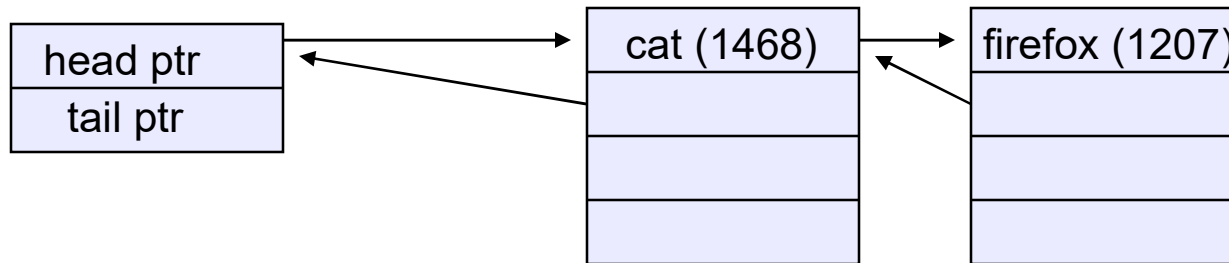 head ptr
tail ptr
cat (1468)
firefox (1207)